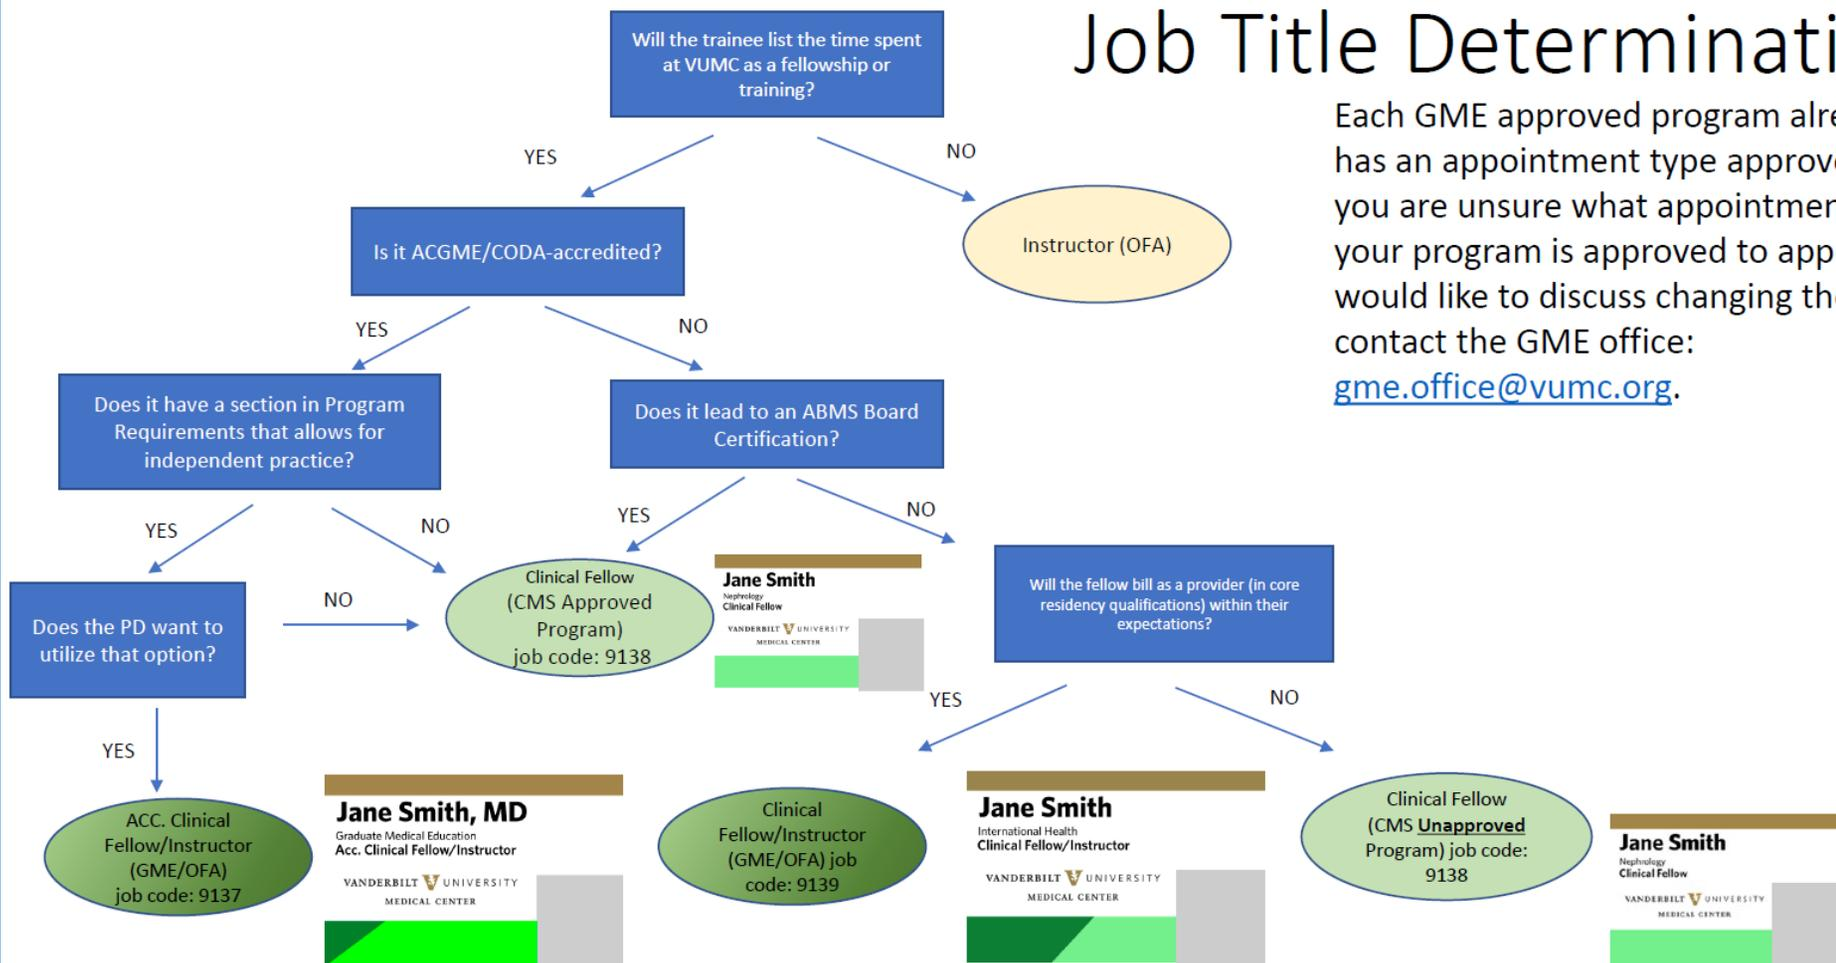 Job Title Determinati
Will the trainee list the time spent
at VUMC as a fellowship or
training?
Each GME approved program alre
has an appointment type approve
you are unsure what appointmen
your program is approved to app
would like to discuss changing the
contact the GME office:
gme.office@vumc.org.
YES
NO
Is it ACGME/CODA-accredited?
Instructor (OFA)
YES
NO
Does it have a section in Program
Requirements that allows for
independent practice?
Does it lead to an ABMS Board
Certification?
YES
NO
YES
NO
Does the PD want to
utilize that option?
NO
Clinical Fellow
(CMS Approved
Program)
job code: 9138
Jane Smith
Nephrology
Clinical Fellow
VANDERBILT V UNIVERSITY
MEDICAL CENTER
Will the fellow bill as a provider (in core
residency qualifications) within their
expectations?
YES
YES
NO
ACC. Clinical
Fellow/Instructor
(GME/OFA)
job code: 9137
Jane Smith, MD
Graduate Medical Education
Acc. Clinical Fellow/Instructor
VANDERBILT V UNIVERSITY
MEDICAL CENTER
Clinical
Fellow/Instructor
(GME/OFA) job
code: 9139
Jane Smith
International Health
Clinical Fellow/Instructor
VANDERBILT V UNIVERSITY
MEDICAL CENTER
Clinical Fellow
(CMS Unapproved
Program) job code:
9138
Jane Smith
Nephrology
Clinical Fellow
VANDERBILT V UNIVERSITY
MEDICAL CENTER